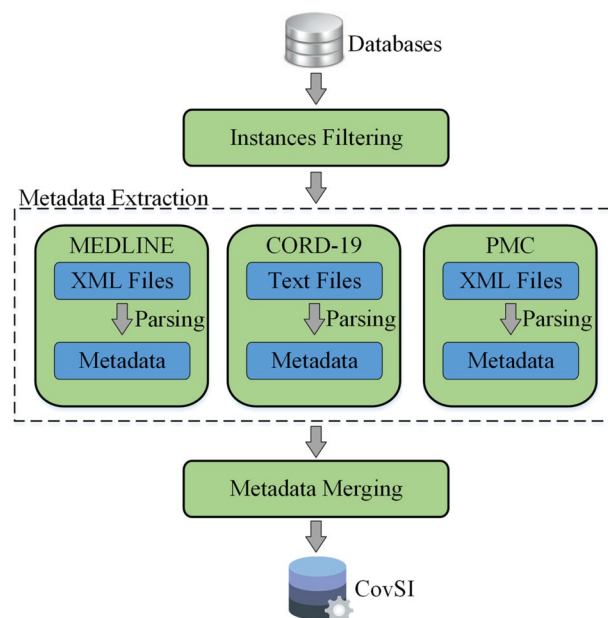 Databases
Instances Filtering
Metadata Extraction
MEDLINE
XML Files
Parsing
Metadata
CORD-19
Text Files
Parsing
Metadata
PMC
XML Files
Parsing
Metadata
Metadata Merging
CovSI